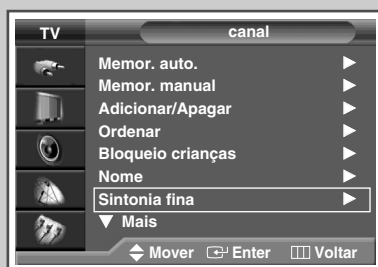 TV canal
Memor. auto.
Memor. manual
Adicionar/Apagar
Ordenar
Bloqueio crianças
Nome
Sintonia fina
Mais
Mover Enter Voltar